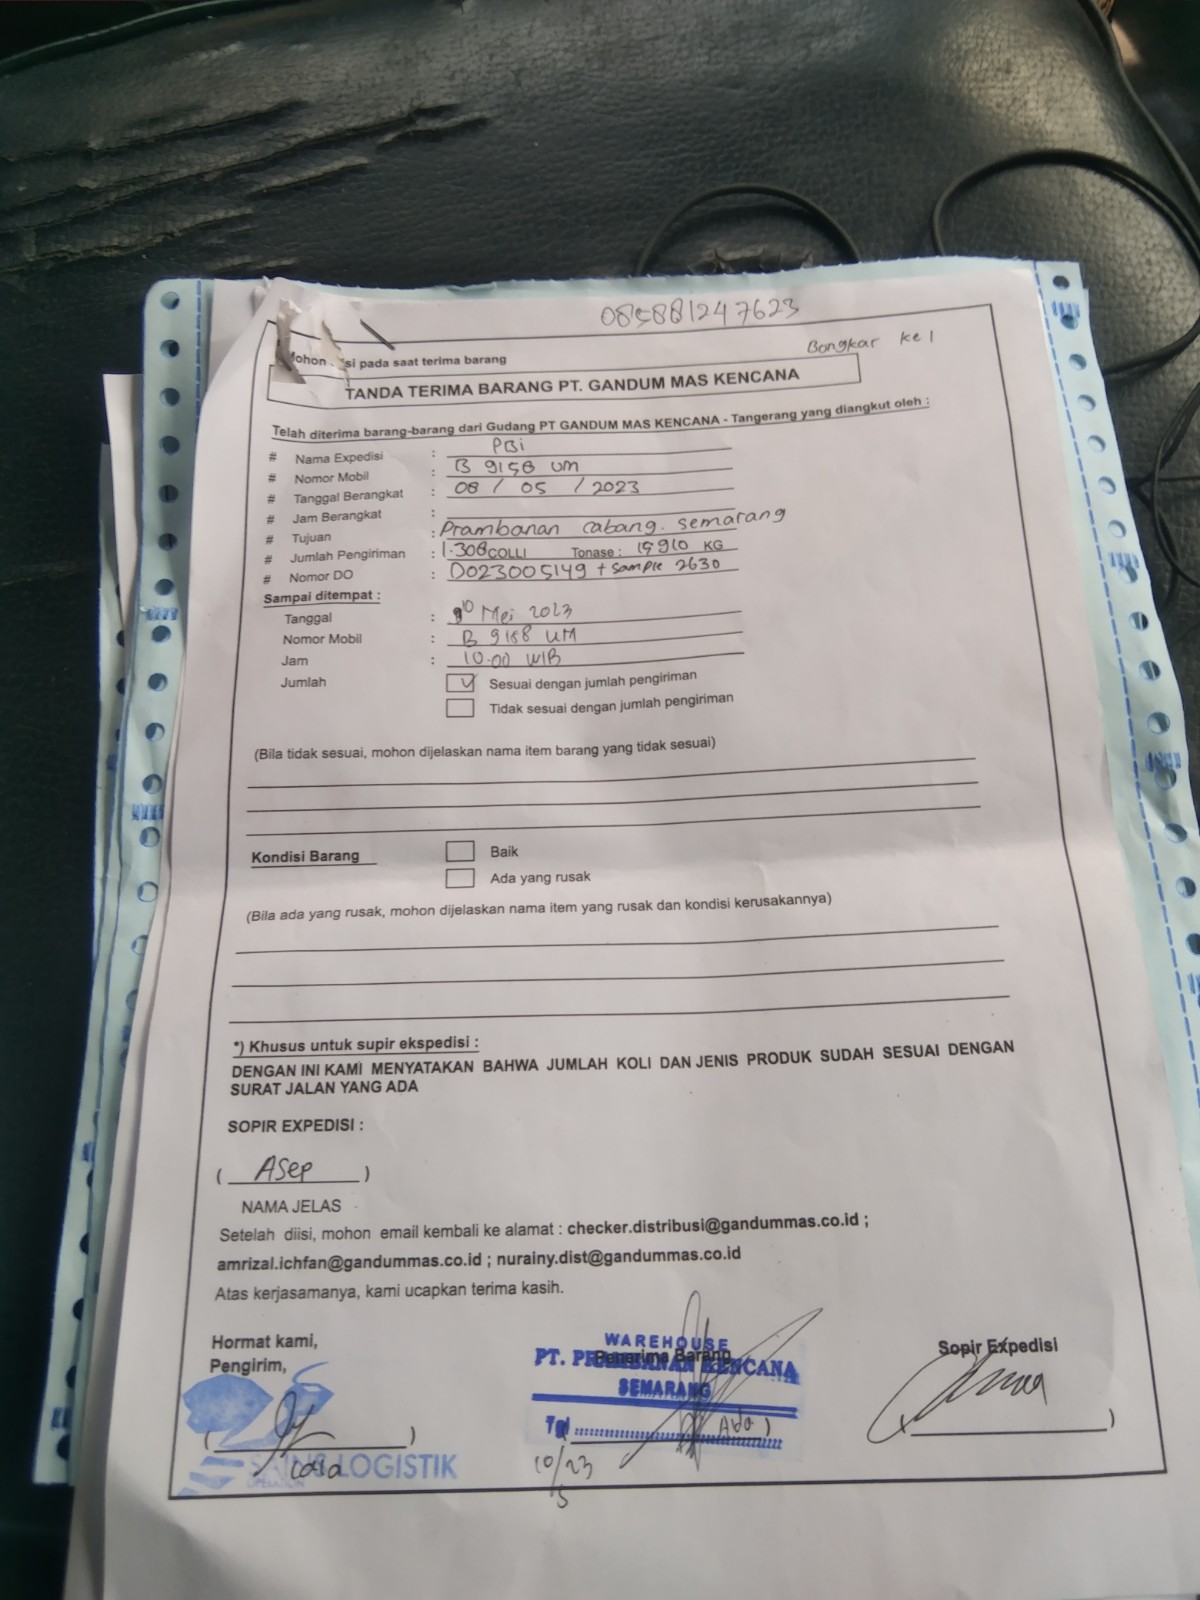 085881247623
Mohon si pada saat terima barang
Bongkar ke 1
TANDA TERIMA BARANG PT. GANDUM MAS KENCANA
Telah diterima barang-barang dari Gudang PT GANDUM MAS KENCANA - Tangerang yang diangkut oleh :
# Nama Expedisi : PBi
# Nomor Mobil : B 9158 UM
# Tanggal Berangkat : 08 / 05 / 2023
# Jam Berangkat :
# Tujuan : Prambanan cabang. semarang
# Jumlah Pengiriman : 1.308 COLLI Tonase : 15910 KG
# Nomor DO : D023005149 + sample 2630
Sampai ditempat :
Tanggal : 10 Mei 2023
Nomor Mobil : B 9158 UM
Jam : 10.00 WIB
Jumlah
Sesuai dengan jumlah pengiriman
Tidak sesuai dengan jumlah pengiriman
(Bila tidak sesuai, mohon dijelaskan nama item barang yang tidak sesuai)
Kondisi Barang
Baik
Ada yang rusak
(Bila ada yang rusak, mohon dijelaskan nama item yang rusak dan kondisi kerusakannya)
*) Khusus untuk supir ekspedisi :
DENGAN INI KAMI MENYATAKAN BAHWA JUMLAH KOLI DAN JENIS PRODUK SUDAH SESUAI DENGAN
SURAT JALAN YANG ADA
SOPIR EXPEDISI :
( Asep )
NAMA JELAS
Setelah diisi, mohon email kembali ke alamat : checker.distribusi@gandummas.co.id ;
amrizal.ichfan@gandummas.co.id ; nurainy.dist@gandummas.co.id
Atas kerjasamanya, kami ucapkan terima kasih.
Hormat kami,
Pengirim,
WAREHOUSE
Penerima Barang
PT. PRAMBANAN KENCANA
SEMARANG
Tgl
10/5 23
Sopir Expedisi
LOGISTIK